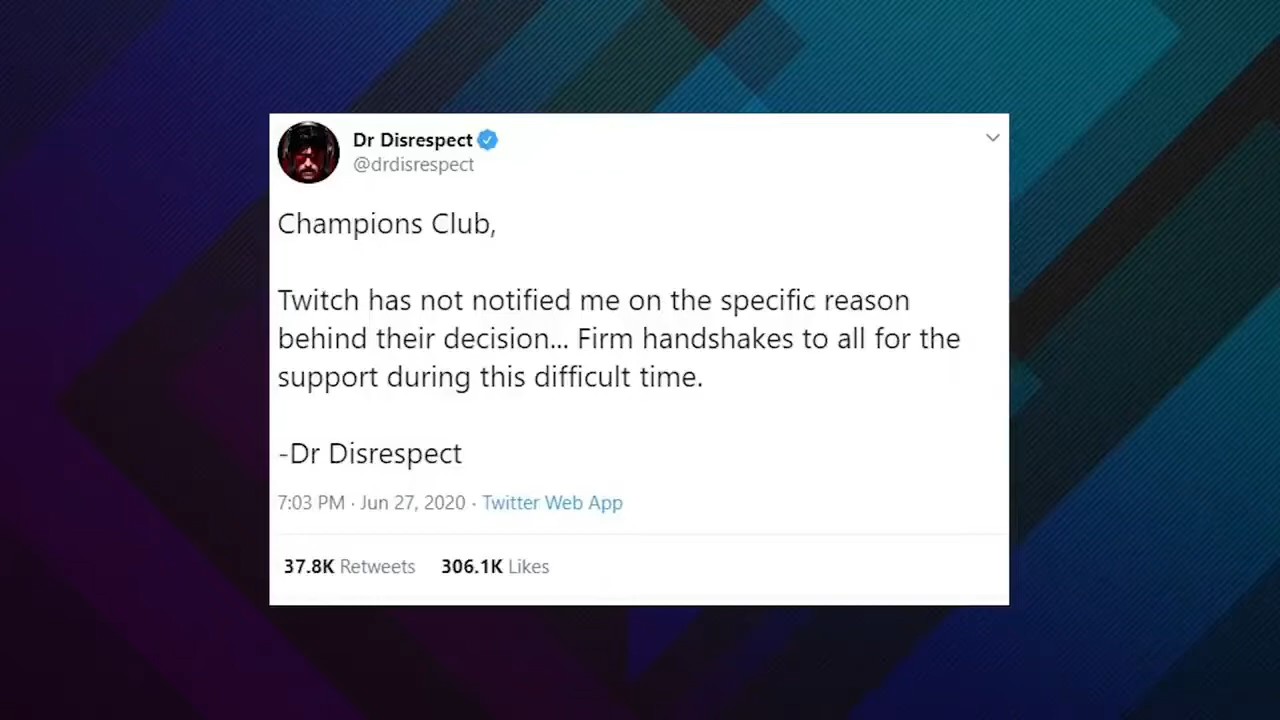 Dr Disrespect
@drdisrespect
Champions Club,
Twitch has not notified me on the specific reason
behind their decision... Firm handshakes to all for the
support during this difficult time.
-Dr Disrespect
7:03 PM · Jun 27, 2020 · Twitter Web App
37.8K Retweets 306.1K Likes